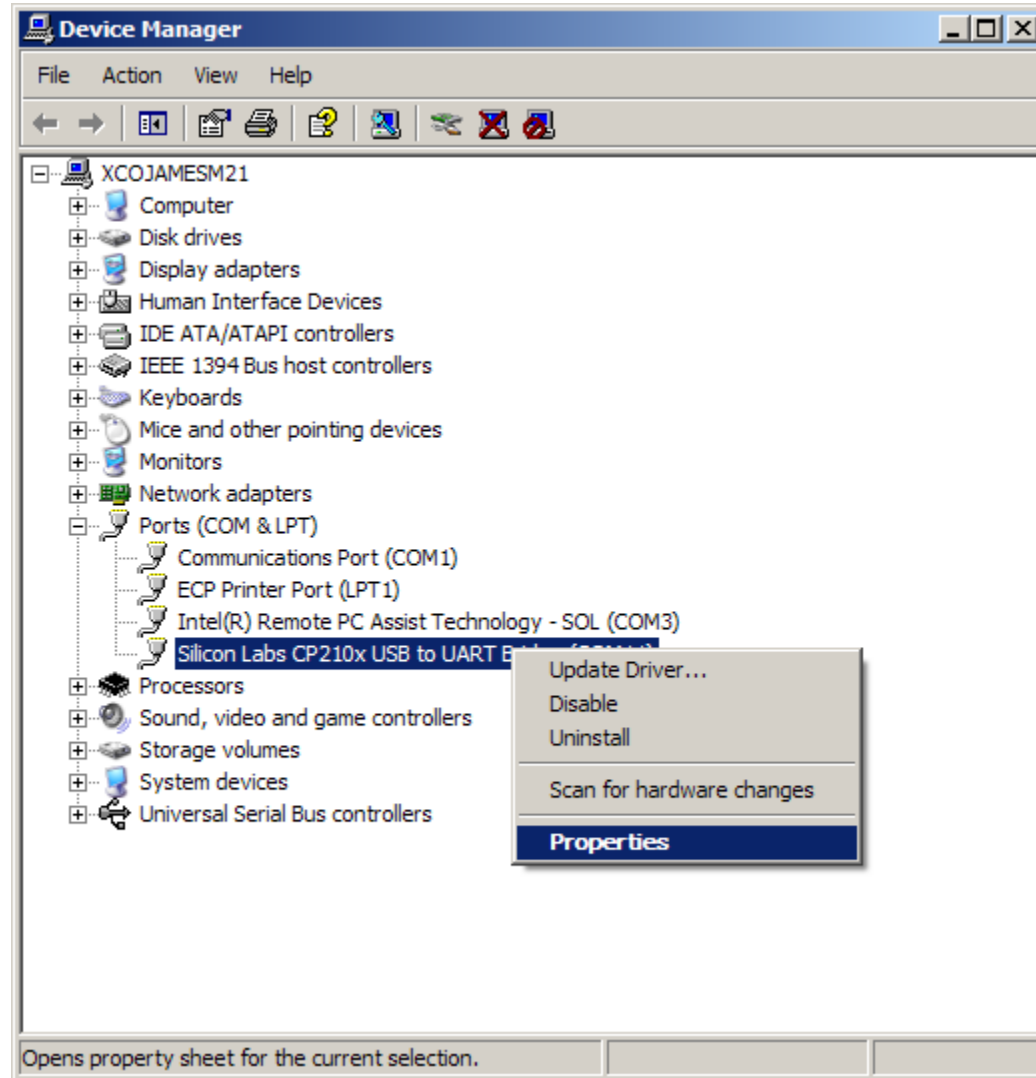 Device Manager
File Action View Help
XCOJAMESM21
Computer
Disk drives
Display adapters
Human Interface Devices
IDE ATA/ATAPI controllers
IEEE 1394 Bus host controllers
Keyboards
Mice and other pointing devices
Monitors
Network adapters
Ports (COM & LPT)
Communications Port (COM1)
ECP Printer Port (LPT1)
Intel(R) Remote PC Assist Technology - SOL (COM3)
Silicon Labs CP210x USB to UART
Processors
Sound, video and game controllers
Storage volumes
System devices
Universal Serial Bus controllers
Update Driver...
Disable
Uninstall
Scan for hardware changes
Properties
Opens property sheet for the current selection.